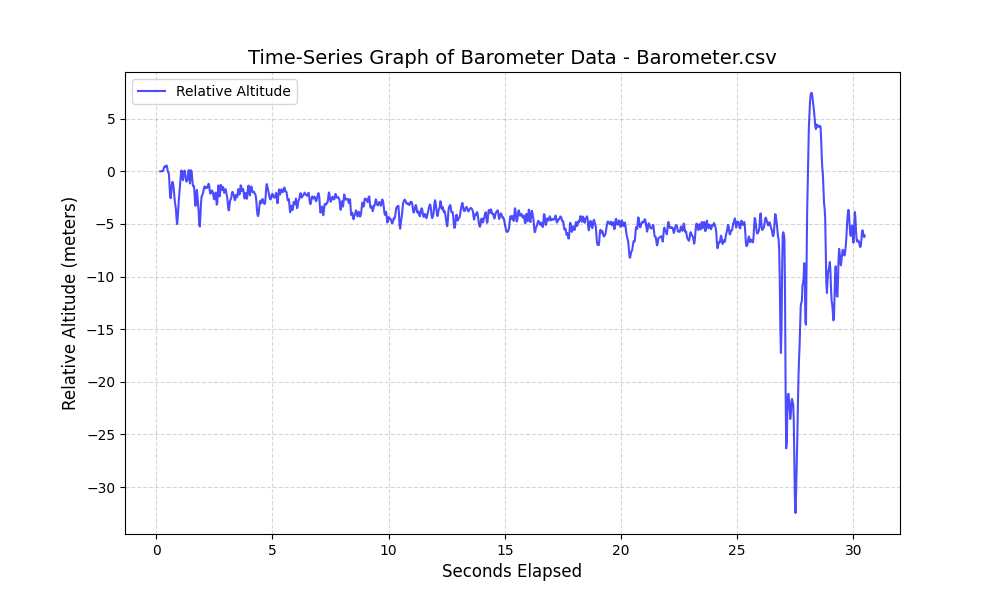 Time-Series Graph of Barometer Data - Barometer.csv
Relative Altitude
Relative Altitude (meters)
5
0
−5
−10
−15
−20
−25
−30
0 5 10 15 20 25 30
Seconds Elapsed